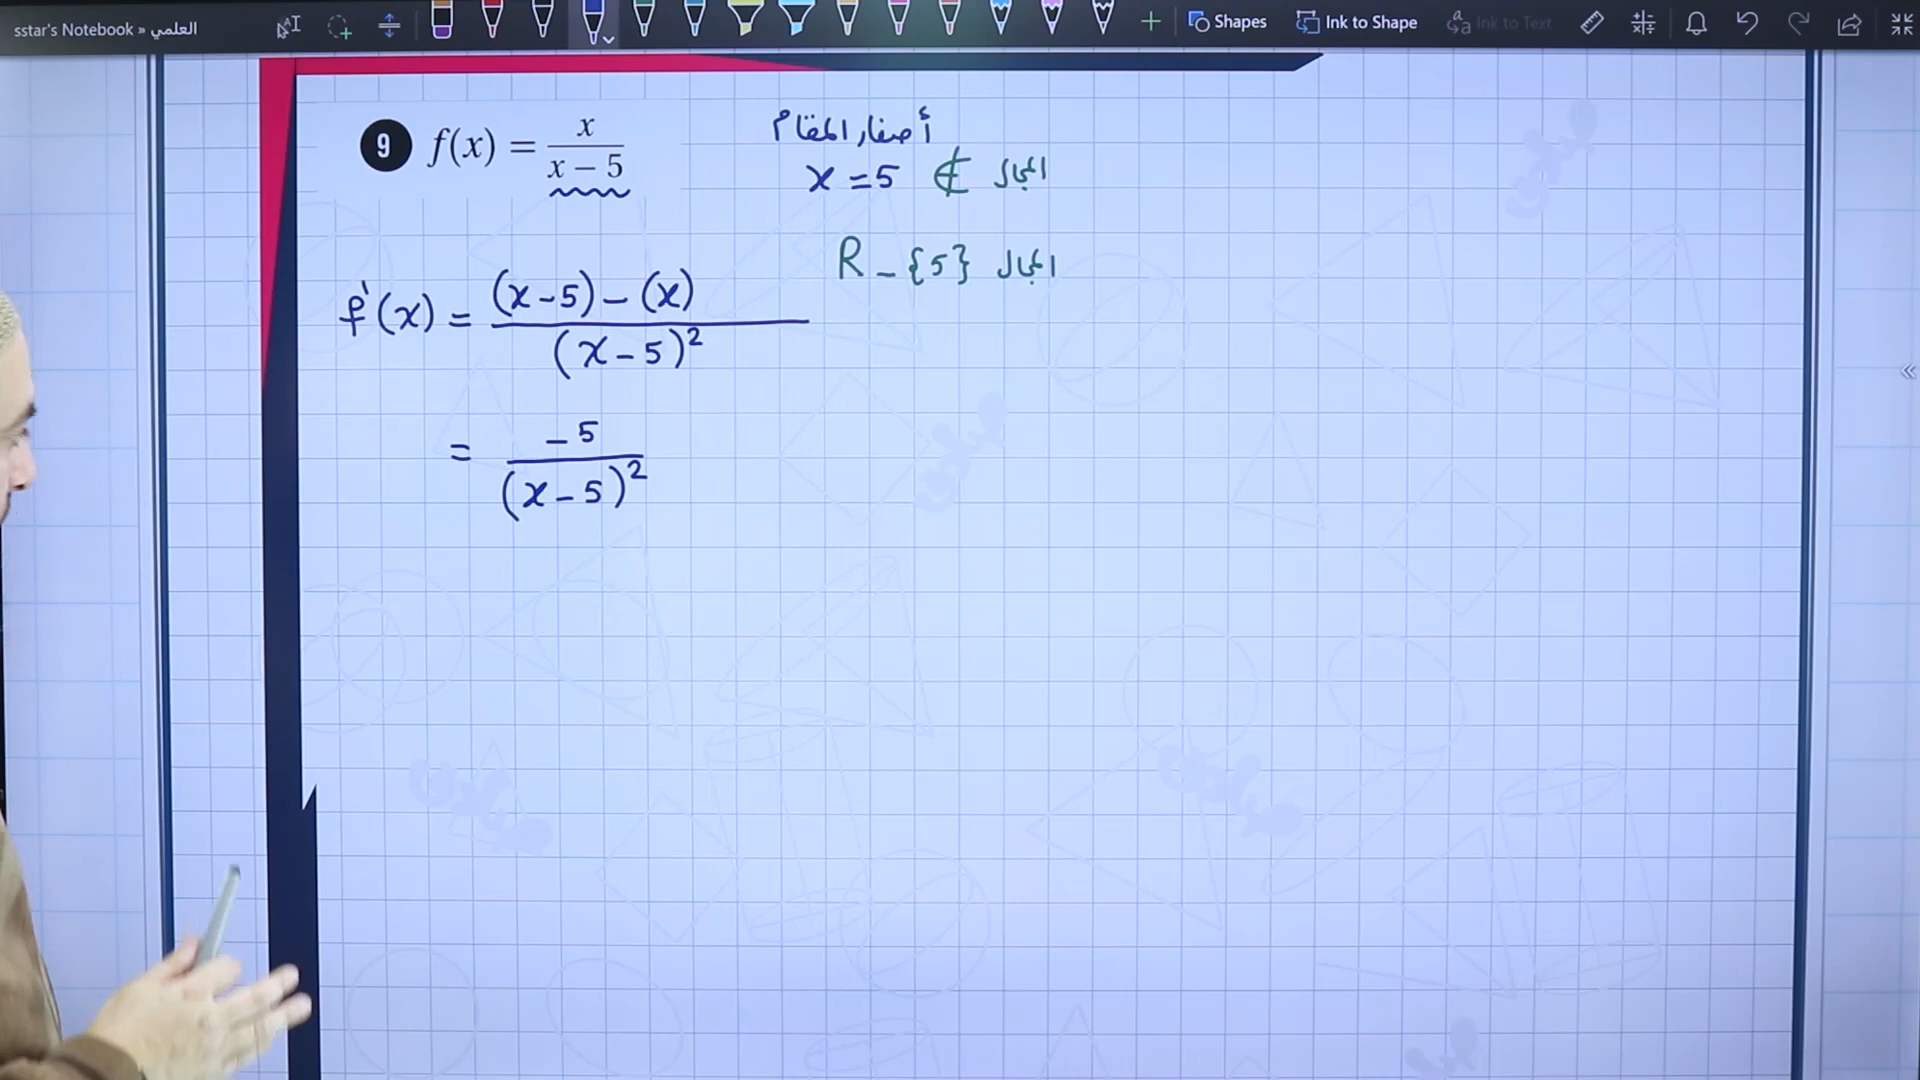 sstar's Notebook » العلمي
Shapes
Ink to Shape
Ink to Text
9 f(x) = x / (x – 5)
أصفار المقام
x = 5 ∉ المجال
R – {5} المجال
f'(x) = ((x – 5) – (x)) / (x – 5)²
= –5 / (x – 5)²